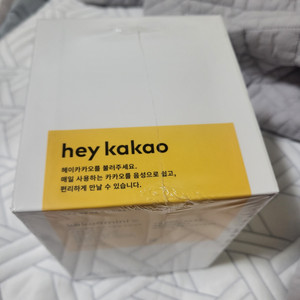 hey kakao
헤이카카오를 불러주세요.
매일 사용하는 카카오를 음성으로 쉽고,
편리하게 만날 수 있습니다.